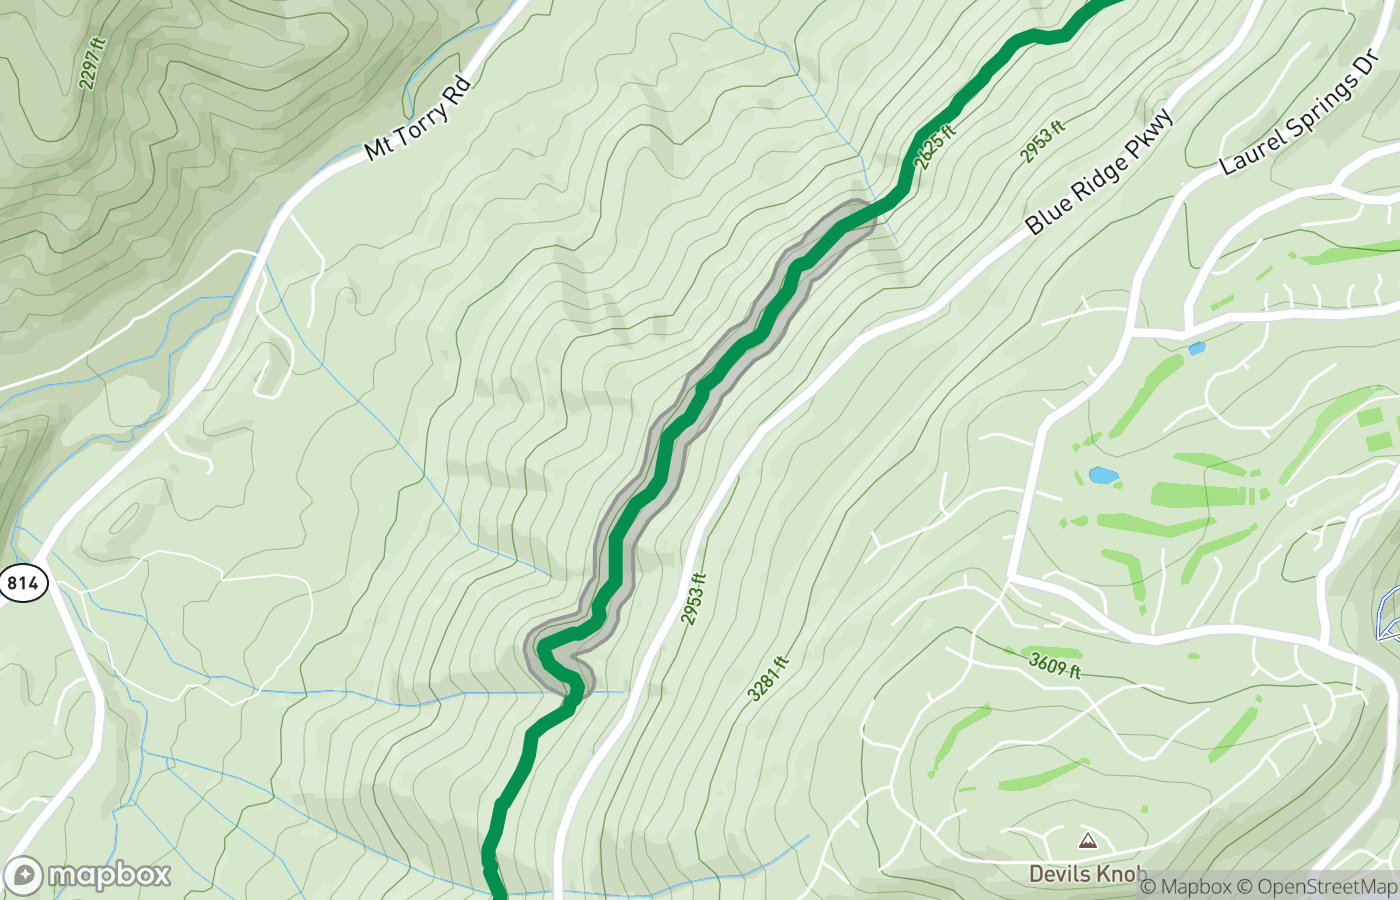 2297 ft
Mt Torry Rd
2625 ft
2953 ft
Blue Ridge Pkwy
Laurel Springs Dr
814
2953 ft
3281 ft
3609 ft
Devils Knob
mapbox
© Mapbox © OpenStreetMap